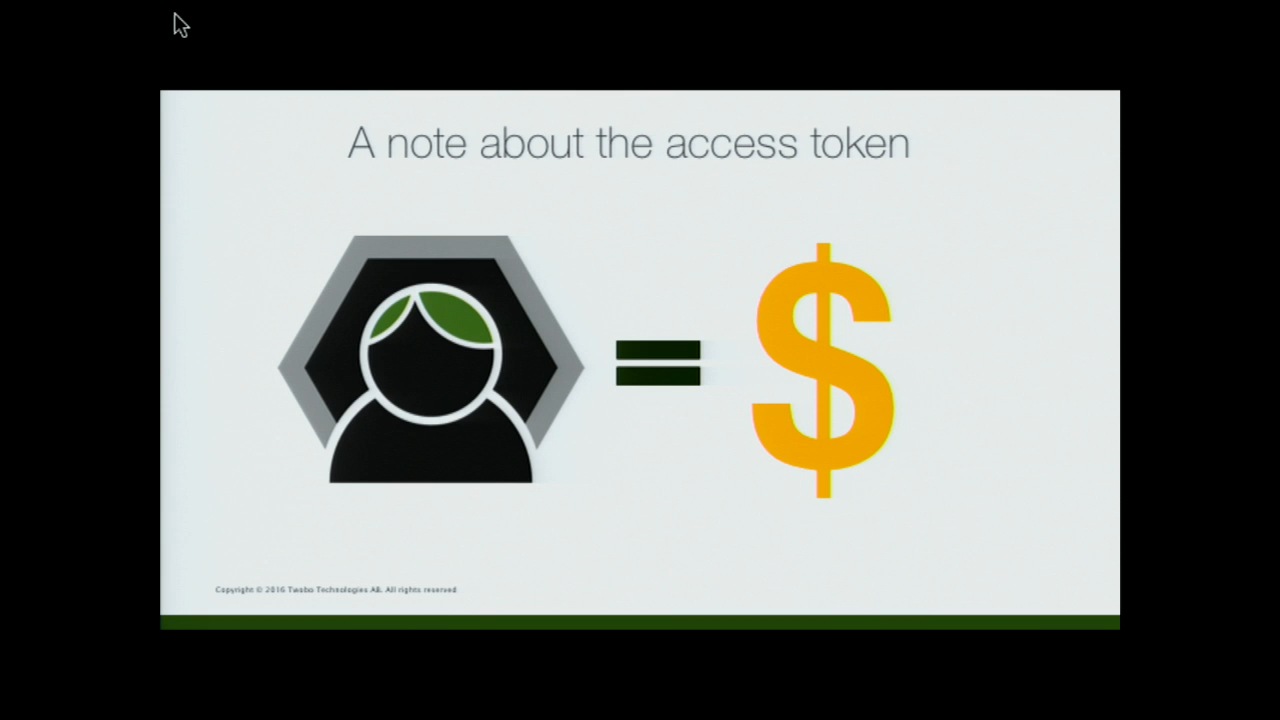 A note about the access token
= $
Copyright © 2016 Twobo Technologies AB. All rights reserved